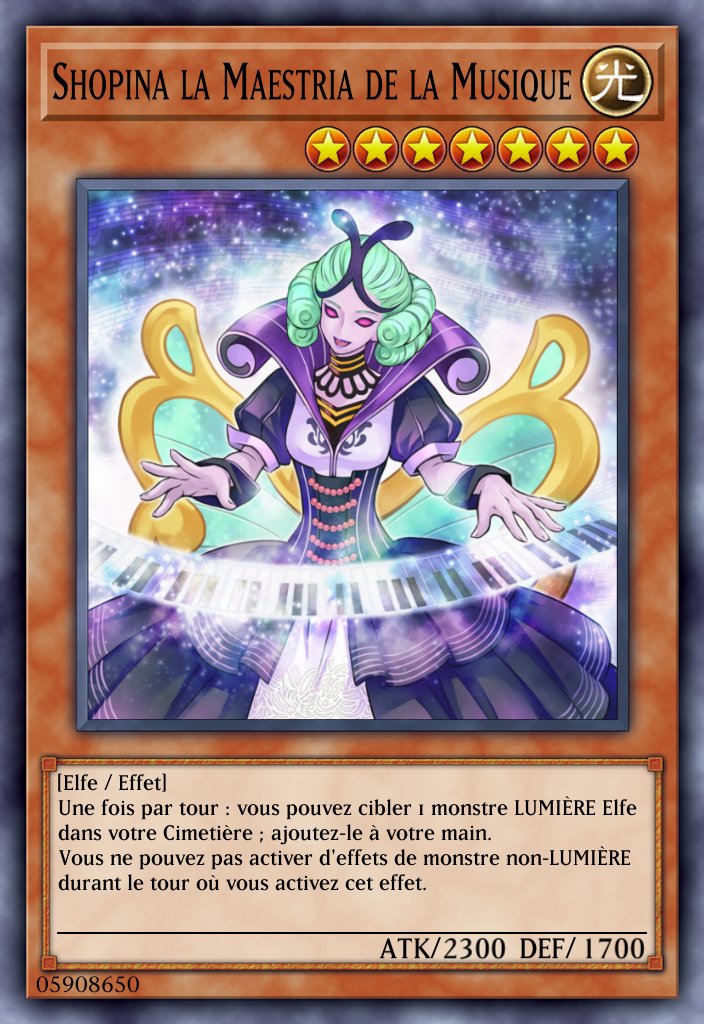 Shopina la Maestria de la Musique
光
[Elfe / Effet]
Une fois par tour : vous pouvez cibler 1 monstre LUMIÈRE Elfe
dans votre Cimetière ; ajoutez-le à votre main.
Vous ne pouvez pas activer d'effets de monstre non-LUMIÈRE
durant le tour où vous activez cet effet.
ATK/2300 DEF/1700
05908650